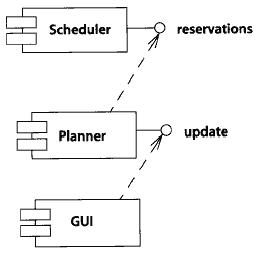 Scheduler
reservations
Planner
update
GUI